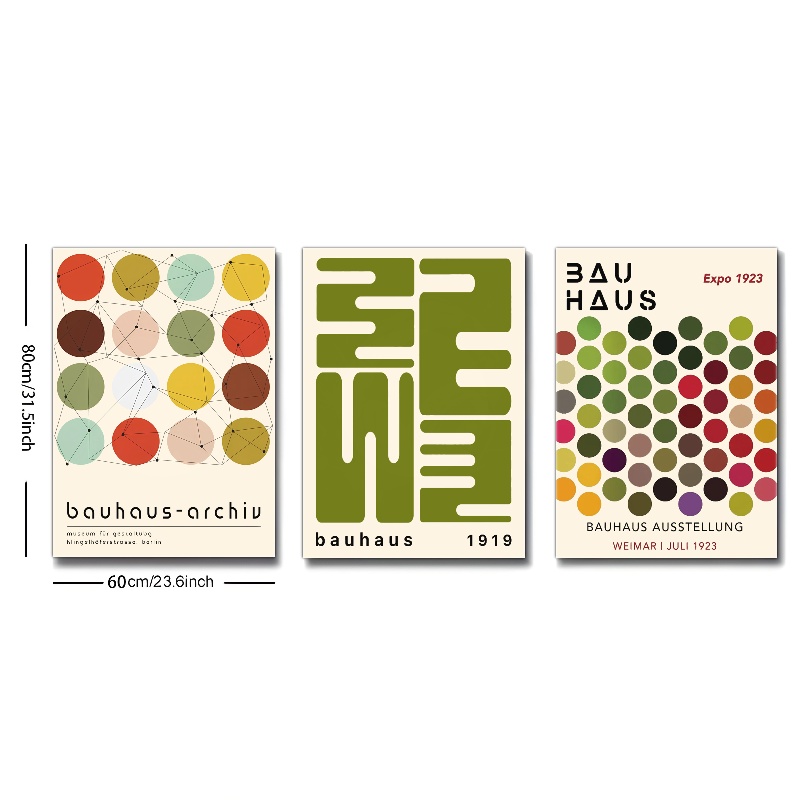 80cm/31.5inch
60cm/23.6inch
bauhaus-archiv
museum für gestaltung
klingelhöferstrasse, berlin
bauhaus 1919
BAU
HAUS
Expo 1923
BAUHAUS AUSSTELLUNG
WEIMAR | JULI 1923